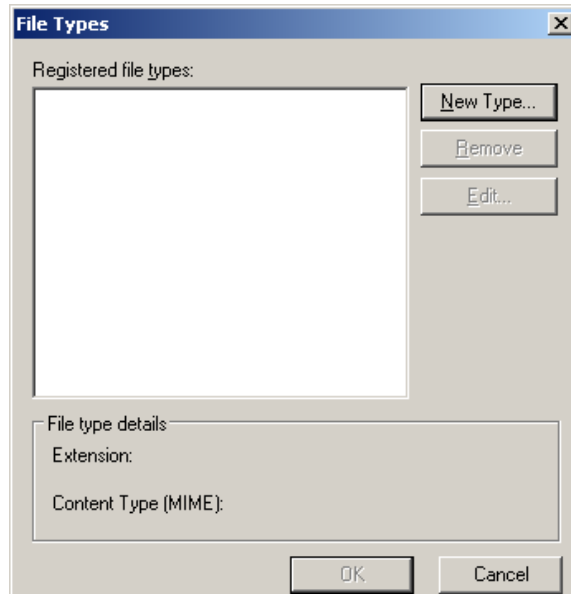 File Types
Registered file types:
New Type...
Remove
Edit...
File type details
Extension:
Content Type (MIME):
OK
Cancel